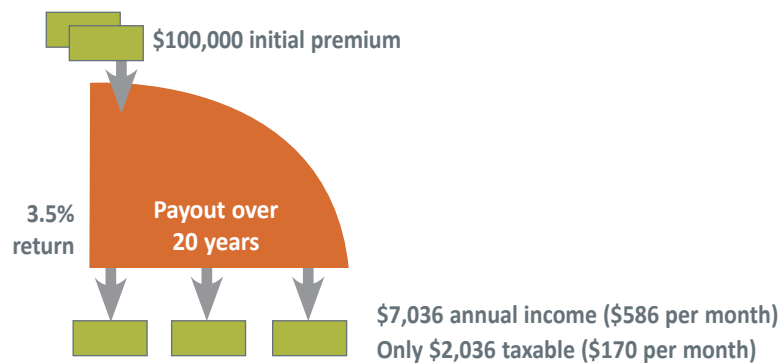 $100,000 initial premium
3.5%
return
Payout over
20 years
$7,036 annual income ($586 per month)
Only $2,036 taxable ($170 per month)